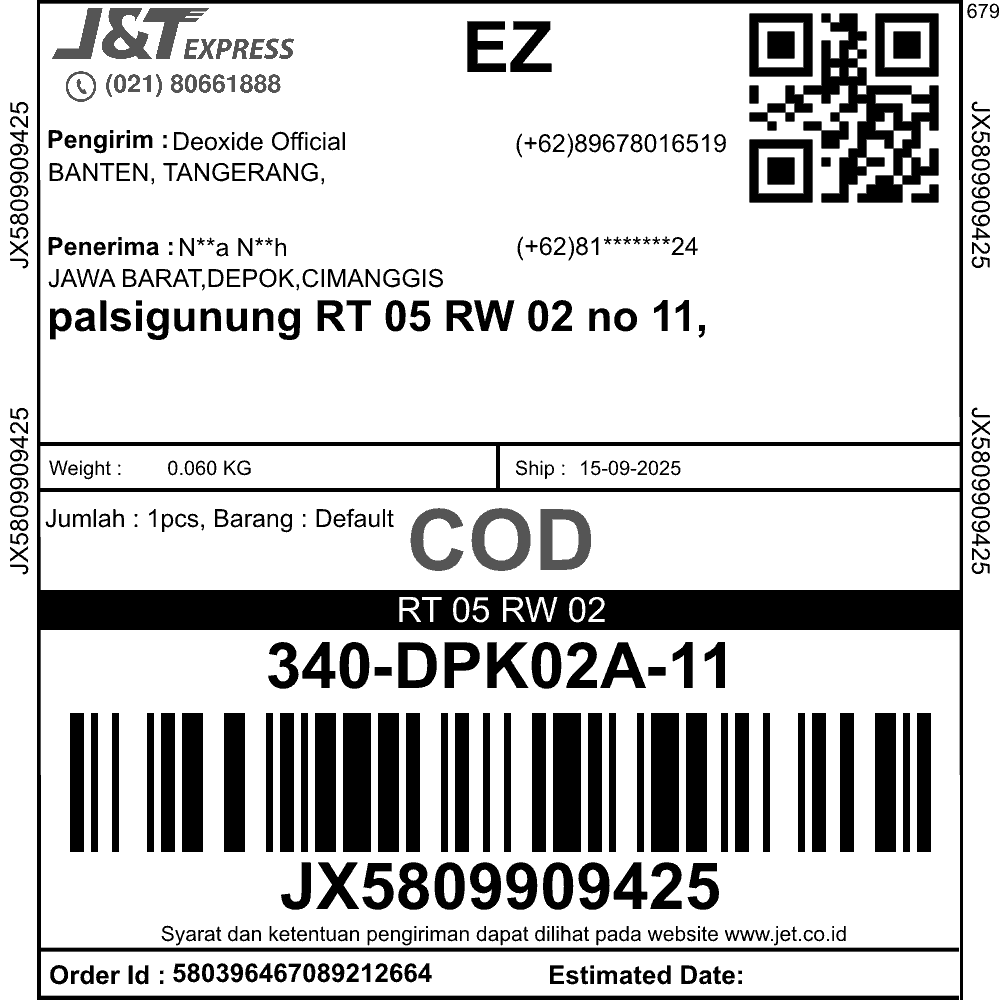 679
J&T EXPRESS
(021) 80661888
EZ
Pengirim : Deoxide Official (+62)89678016519
BANTEN, TANGERANG,
Penerima : N**a N**h (+62)81*******24
JAWA BARAT,DEPOK,CIMANGGIS
palsigunung RT 05 RW 02 no 11,
JX5809909425
JX5809909425
JX5809909425
JX5809909425
Weight : 0.060 KG Ship : 15-09-2025
Jumlah : 1pcs, Barang : Default
COD
RT 05 RW 02
340-DPK02A-11
JX5809909425
Syarat dan ketentuan pengiriman dapat dilihat pada website www.jet.co.id
Order Id : 580396467089212664 Estimated Date: